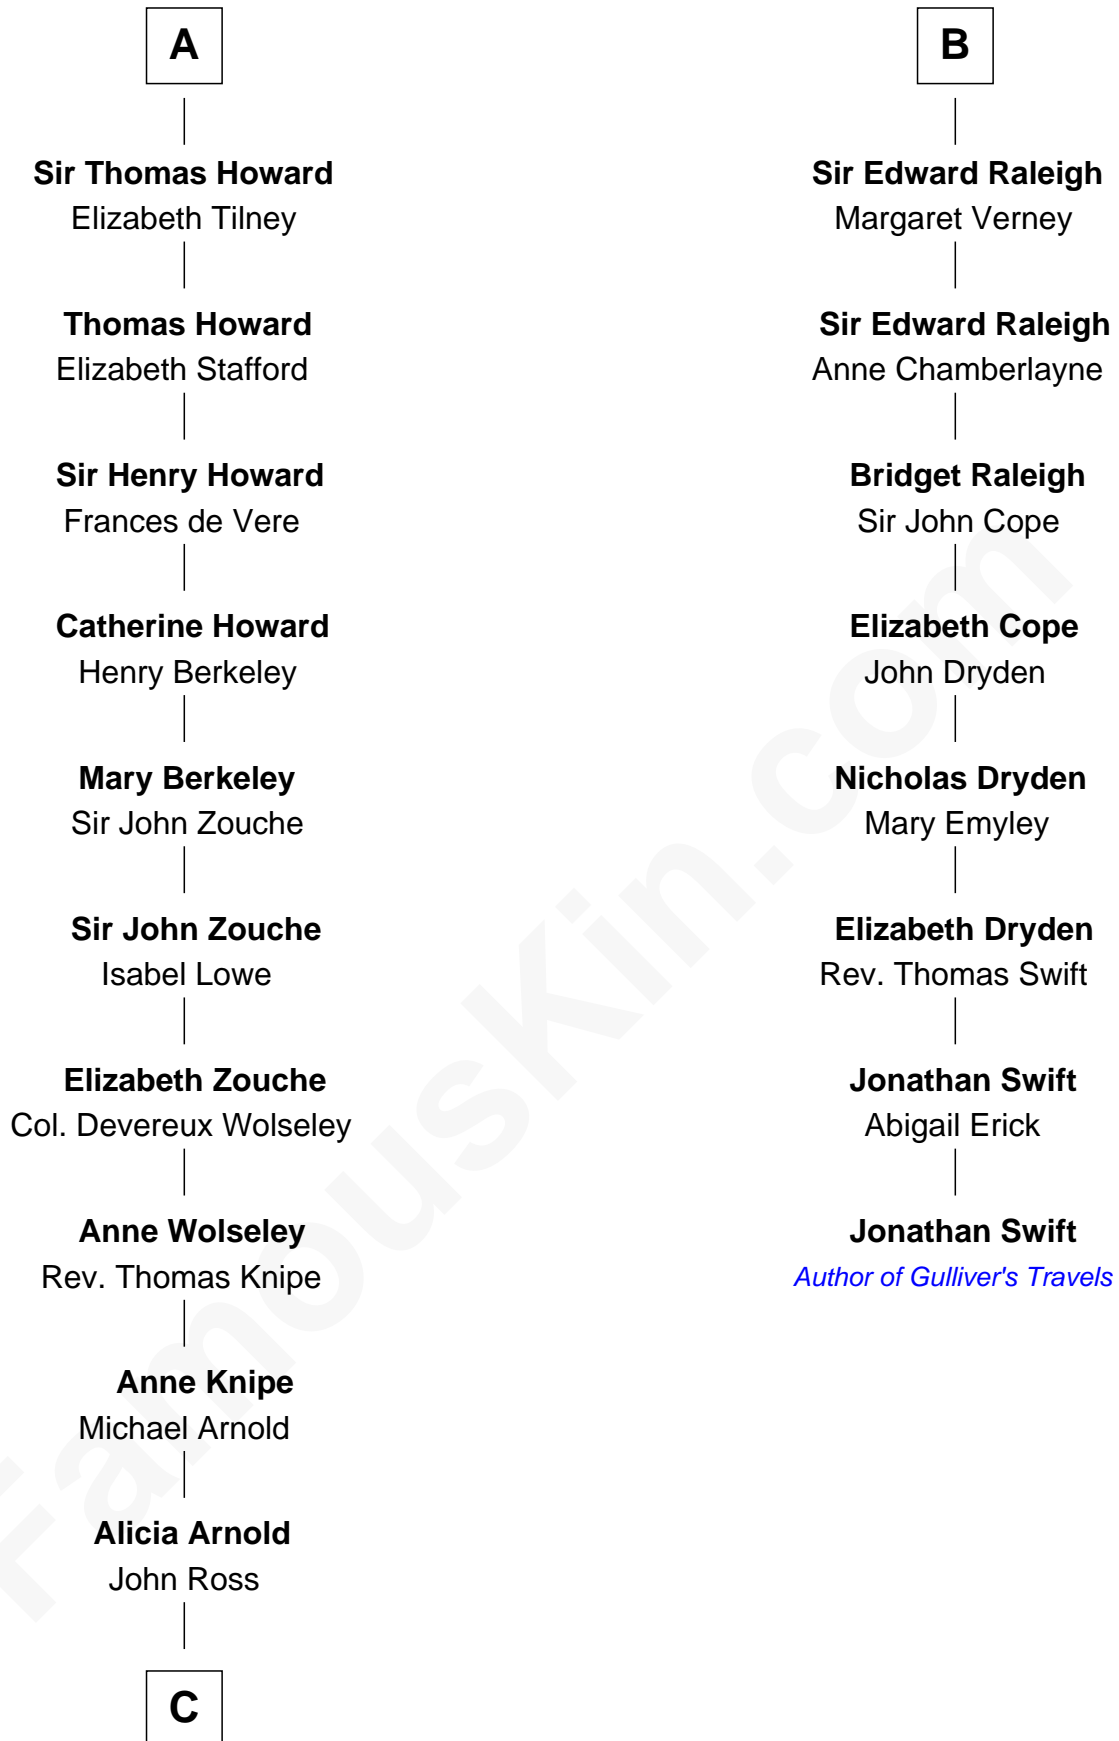 A
Sir Thomas Howard
Elizabeth Tilney
Thomas Howard
Elizabeth Stafford
Sir Henry Howard
Frances de Vere
Catherine Howard
Henry Berkeley
Mary Berkeley
Sir John Zouche
Sir John Zouche
Isabel Lowe
Elizabeth Zouche
Col. Devereux Wolseley
Anne Wolseley
Rev. Thomas Knipe
Anne Knipe
Michael Arnold
Alicia Arnold
John Ross
C
B
Sir Edward Raleigh
Margaret Verney
Sir Edward Raleigh
Anne Chamberlayne
Bridget Raleigh
Sir John Cope
Elizabeth Cope
John Dryden
Nicholas Dryden
Mary Emyley
Elizabeth Dryden
Rev. Thomas Swift
Jonathan Swift
Abigail Erick
Jonathan Swift
Author of Gulliver's Travels
FamousKin.com